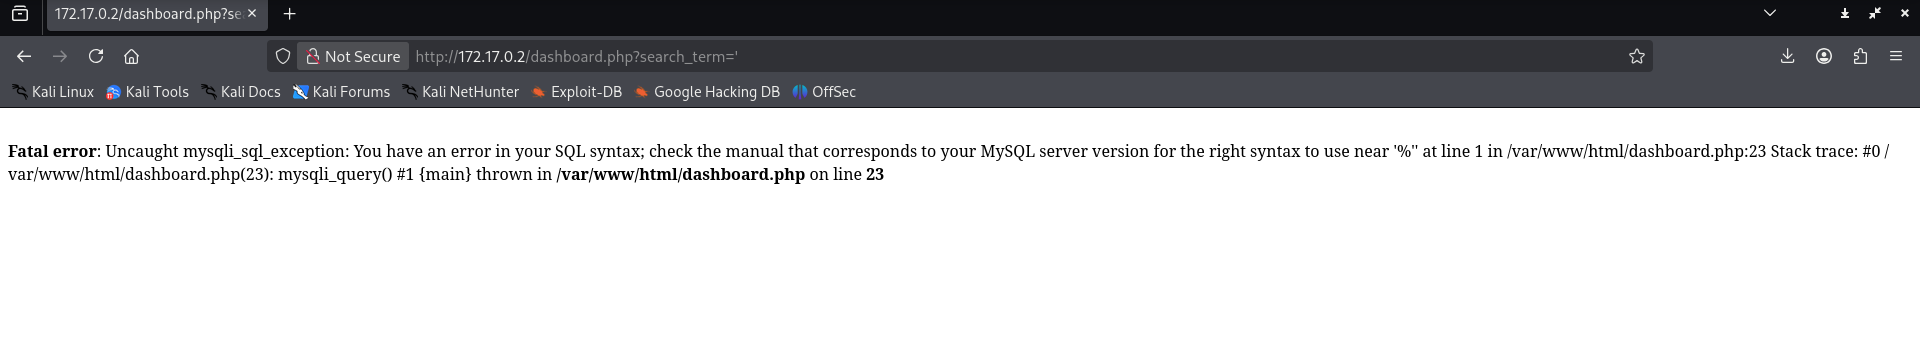 172.17.0.2/dashboard.php?se
Not Secure http://172.17.0.2/dashboard.php?search_term='
Kali Linux Kali Tools Kali Docs Kali Forums Kali NetHunter Exploit-DB Google Hacking DB OffSec
Fatal error: Uncaught mysqli_sql_exception: You have an error in your SQL syntax; check the manual that corresponds to your MySQL server version for the right syntax to use near '%'' at line 1 in /var/www/html/dashboard.php:23 Stack trace: #0 /
var/www/html/dashboard.php(23): mysqli_query() #1 {main} thrown in /var/www/html/dashboard.php on line 23